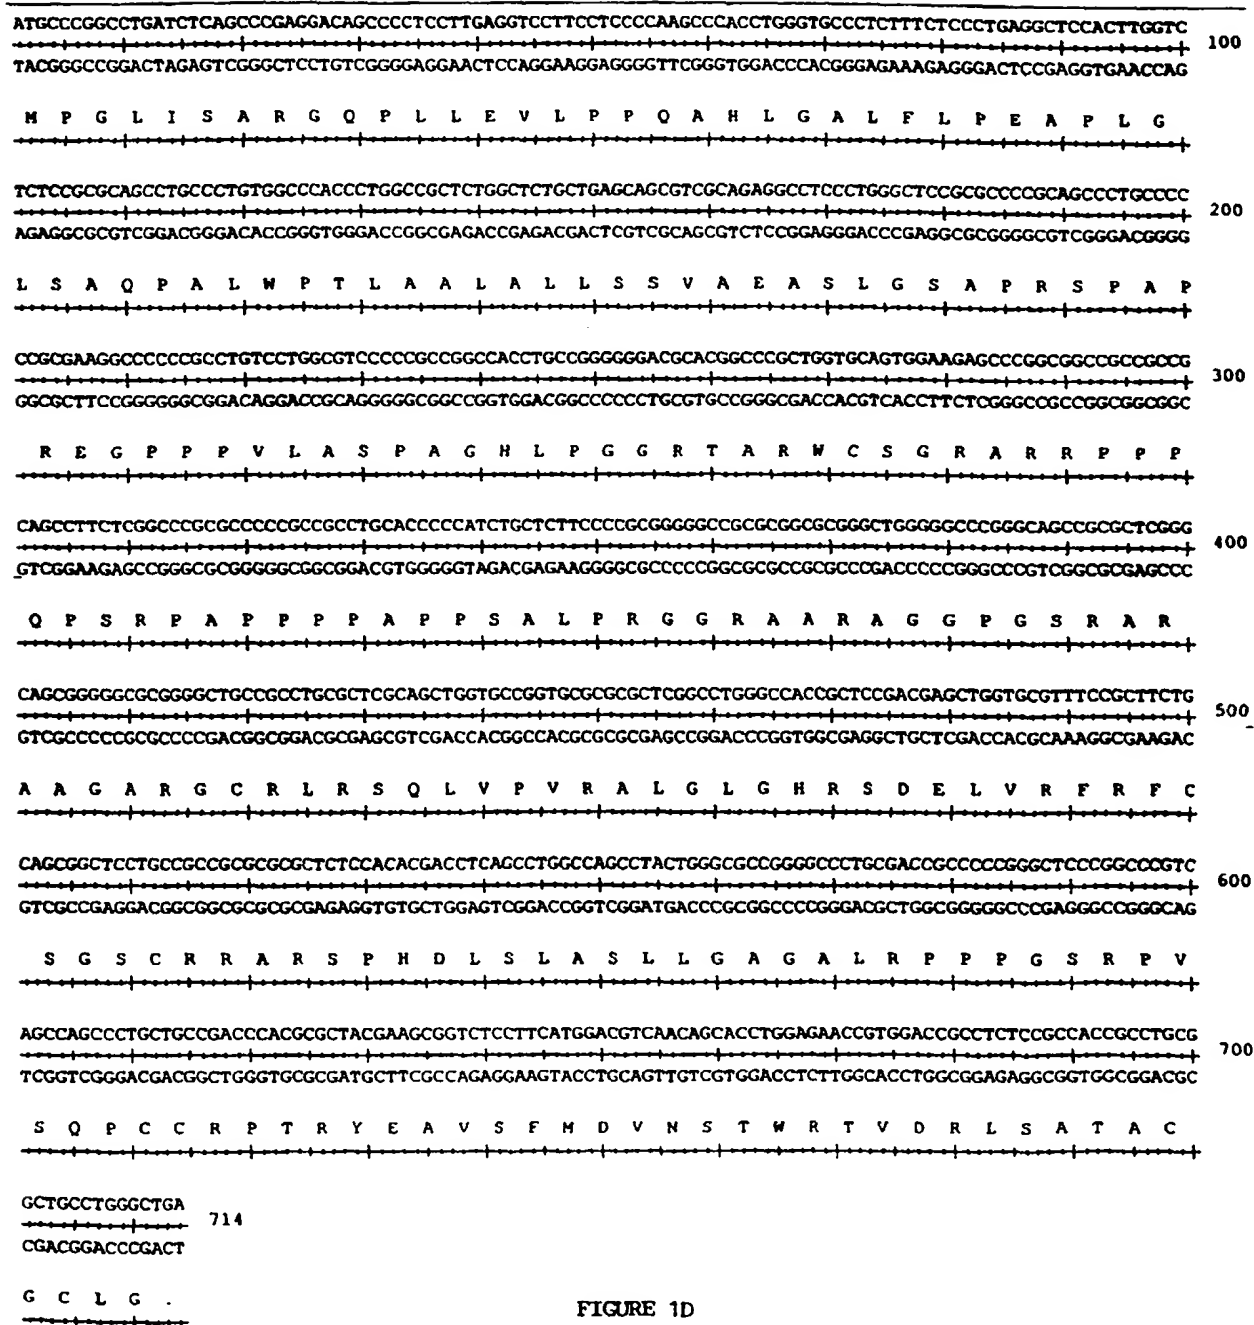 ATGCCCGGCCTGATCTCAGCCCGAGGACAGCCCCTCCTTGAGGTCCTTCCTCCCCAAGCCCACCTGGGTGCCCTCTTTCTCCCTGAGGCTCCACTTGGTC
100
TACGGGCCGGACTAGAGTCGGGCTCCTGTCGGGGAGGAACTCCAGGAAGGAGGGGTTCGGGTGGACCCACGGGAGAAAGAGGGACTCCGAGGTGAACCAG
M P G L I S A R G Q P L L E V L P P Q A H L G A L F L P E A P L G
TCTCCGCGCAGCCTGCCCTGTGGCCCACCCTGGCCGCTCTGGCTCTGCTGAGCAGCGTCGCAGAGGCCTCCCTGGGCTCCGCGCCCCGCAGCCCTGCCCC
200
AGAGGCGCGTCGGACGGGACACCGGGTGGGACCGGCGAGACCGAGACGACTCGTCGCAGCGTCTCCGGAGGGACCCGAGGCGCGGGGCGTCGGGACGGGG
L S A Q P A L W P T L A A L A L L S S V A E A S L G S A P R S P A P
CCGCGAAGGCCCCCCGCCTGTCCTGGCGTCCCCCGCCGGCCACCTGCCGGGGGGACGCACGGCCCGCTGGTGCAGTGGAAGAGCCCGGCGGCCGCCGCCG
300
GGCGCTTCCGGGGGGCGGACAGGACCGCAGGGGGCGGCCGGTGGACGGCCCCCCTGCGTGCCGGGCGACCACGTCACCTTCTCGGGCCGCCGGCGGCGGC
R E G P P P V L A S P A G H L P G G R T A R W C S G R A R R P P P
CAGCCTTCTCGGCCCGCGCCCCCGCCGCCTGCACCCCCATCTGCTCTTCCCCGCGGGGGCCGCGCGGCGCGGGCTGGGGGCCCGGGCAGCCGCGCTCGGG
400
GTCGGAAGAGCCGGGCGCGGGGGCGGCGGACGTGGGGGTAGACGAGAAGGGGCGCCCCCGGCGCGCCGCGCCCGACCCCCGGGCCCGTCGGCGCGAGCCC
Q P S R P A P P P P A P P S A L P R G G R A A R A G G P G S R A R
CAGCGGGGGCGCGGGGCTGCCGCCTGCGCTCGCAGCTGGTGCCGGTGCGCGCGCTCGGCCTGGGCCACCGCTCCGACGAGCTGGTGCGTTTCCGCTTCTG
500
GTCGCCCCCGCGCCCCGACGGCGGACGCGAGCGTCGACCACGGCCACGCGCGCGAGCCGGACCCGGTGGCGAGGCTGCTCGACCACGCAAAGGCGAAGAC
A A G A R G C R L R S Q L V P V R A L G L G H R S D E L V R F R F C
CAGCGGCTCCTGCCGCCGCGCGCGCTCTCCACACGACCTCAGCCTGGCCAGCCTACTGGGCGCCGGGGCCCTGCGACCGCCCCCGGGCTCCCGGCCCGTC
600
GTCGCCGAGGACGGCGGCGCGCGCGAGAGGTGTGCTGGAGTCGGACCGGTCGGATGACCCGCGGCCCCGGGACGCTGGCGGGGGCCCGAGGGCCGGGCAG
S G S C R R A R S P H D L S L A S L L G A G A L R P P P G S R P V
AGCCAGCCCTGCTGCCGACCCACGCGCTACGAAGCGGTCTCCTTCATGGACGTCAACAGCACCTGGAGAACCGTGGACCGCCTCTCCGCCACCGCCTGCG
700
TCGGTCGGGACGACGGCTGGGTGCGCGATGCTTCGCCAGAGGAAGTACCTGCAGTTGTCGTGGACCTCTTGGCACCTGGCGGAGAGGCGGTGGCGGACGC
S Q P C C R P T R Y E A V S F M D V N S T W R T V D R L S A T A C
GCTGCCTGGGCTGA
714
CGACGGACCCGACT
G C L G .
FIGURE 1D